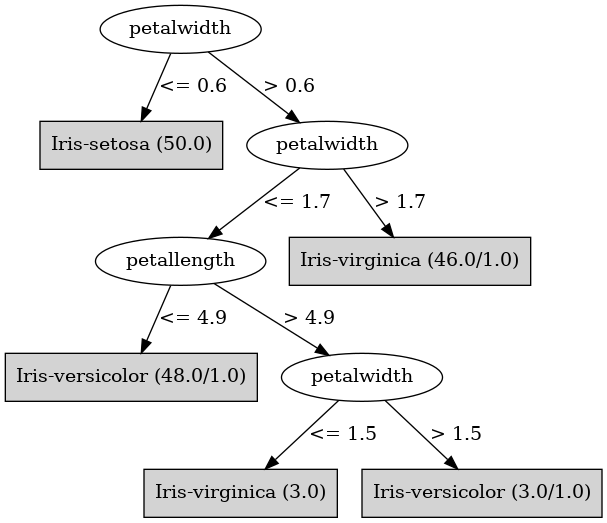 petalwidth
<= 0.6
> 0.6
Iris-setosa (50.0)
petalwidth
<= 1.7
> 1.7
petallength
Iris-virginica (46.0/1.0)
<= 4.9
> 4.9
Iris-versicolor (48.0/1.0)
petalwidth
<= 1.5
> 1.5
Iris-virginica (3.0)
Iris-versicolor (3.0/1.0)